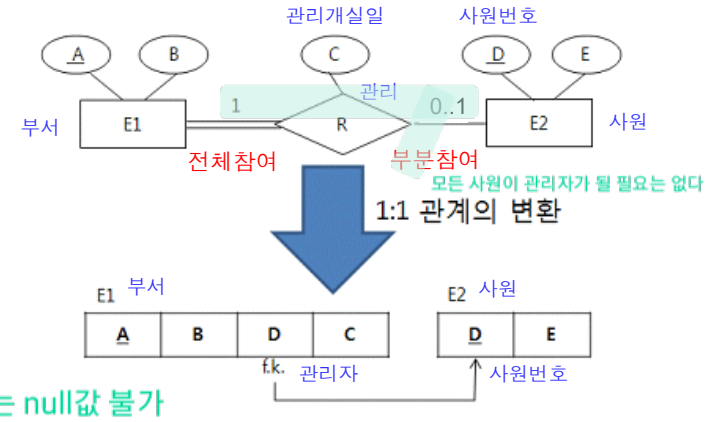 관리개실일 사원번호
A B C D E
관리
1 0..1
부서 E1 R E2 사원
전체참여 부분참여
모든 사원이 관리자가 될 필요는 없다
1:1 관계의 변환
E1 부서 E2 사원
A B D C D E
f.k. 관리자 사원번호
는 null값 불가